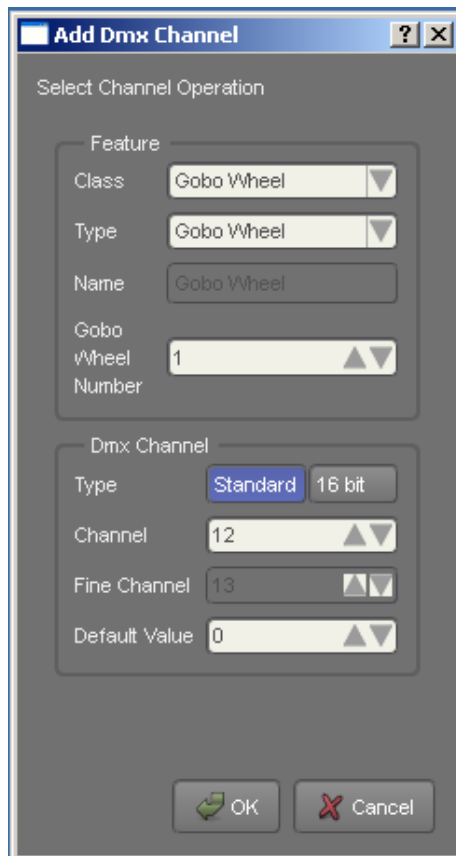 Add Dmx Channel
?
Select Channel Operation
Feature
Class Gobo Wheel
Type Gobo Wheel
Name Gobo Wheel
Gobo
Wheel 1
Number
Dmx Channel
Type Standard 16 bit
Channel 12
Fine Channel 13
Default Value 0
OK Cancel